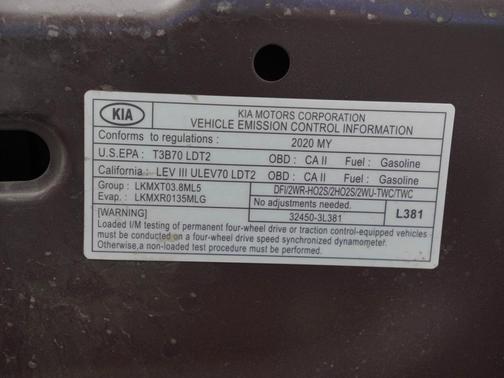 KIA
KIA MOTORS CORPORATION
VEHICLE EMISSION CONTROL INFORMATION
Conforms to regulations : 2020 MY
U.S.EPA : T3B70 LDT2 OBD : CA II Fuel : Gasoline
California : LEV III ULEV70 LDT2 OBD : CA II Fuel : Gasoline
Group : LKMXT03.8ML5
Evap. : LKMXR0135MLG
DFI/2WR-HO2S/2HO2S/2WU-TWC/TWC
No adjustments needed.
32450-3L381
L381
[WARNING]
Loaded I/M testing of permanent four-wheel drive or traction control-equipped vehicles
must be conducted on a four-wheel drive speed synchronized dynamometer.
Otherwise,a non-loaded test procedure must be performed.